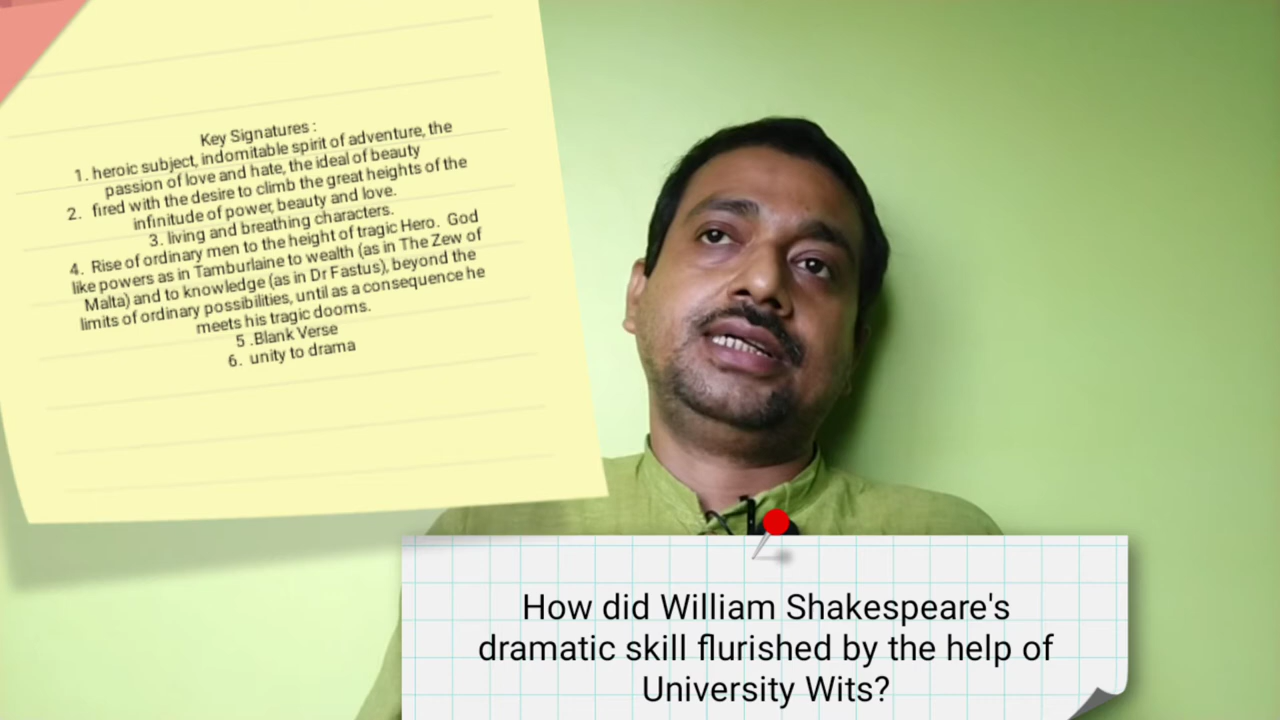 Key Signatures :
1. heroic subject, indomitable spirit of adventure, the
passion of love and hate, the ideal of beauty
2. fired with the desire to climb the great heights of the
infinitude of power, beauty and love.
3. living and breathing characters.
4. Rise of ordinary men to the height of tragic Hero. God
like powers as in Tamburlaine to wealth (as in The Zew of
Malta) and to knowledge (as in Dr Fastus), beyond the
limits of ordinary possibilities, until as a consequence he
meets his tragic dooms.
5 .Blank Verse
6. unity to drama
How did William Shakespeare's
dramatic skill flurished by the help of
University Wits?